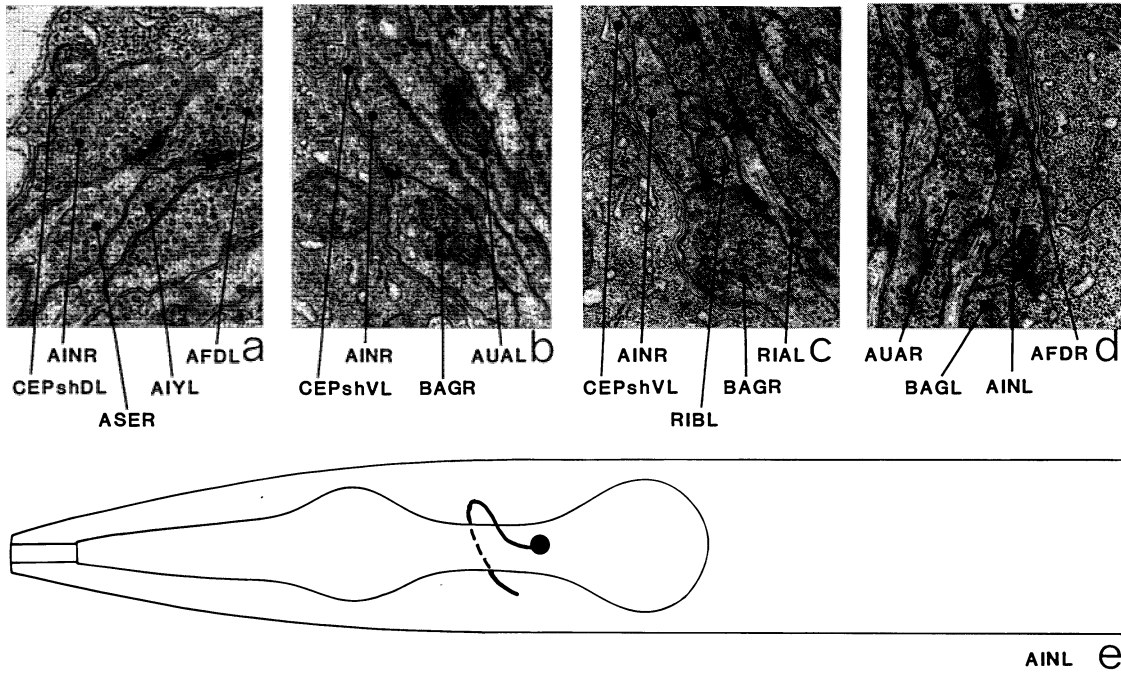 AINR AFDL a
CEPshDL AIYL
ASER
AINR AUAL b
CEPshVL BAGR
AINR RIAL c
CEPshVL BAGR
RIBL
AUAR AFDR d
BAGL AINL
AINL e